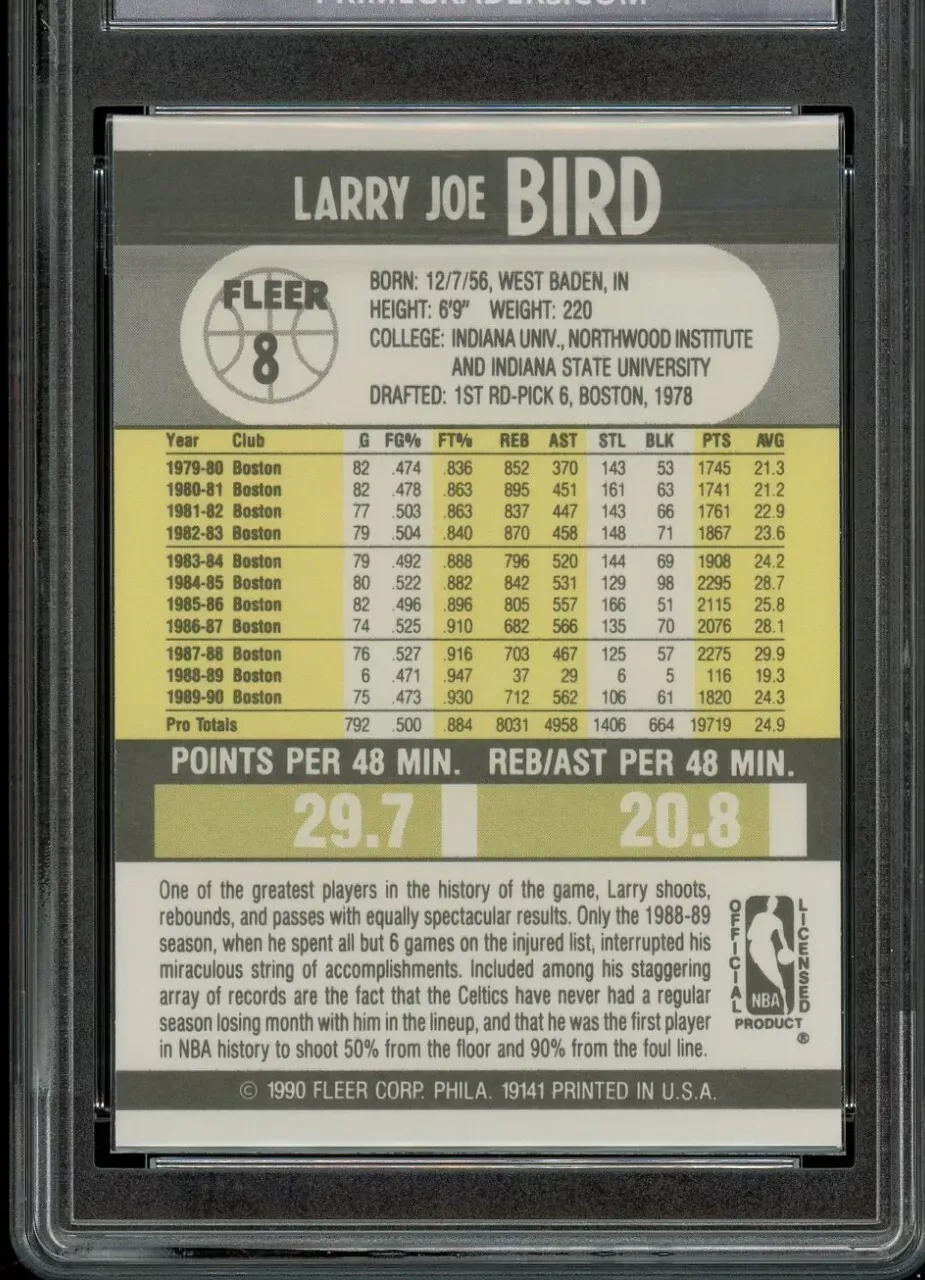 PRIMEGRADERS.COM
LARRY JOE BIRD
FLEER
8
BORN: 12/7/56, WEST BADEN, IN
HEIGHT: 6'9" WEIGHT: 220
COLLEGE: INDIANA UNIV., NORTHWOOD INSTITUTE
AND INDIANA STATE UNIVERSITY
DRAFTED: 1ST RD-PICK 6, BOSTON, 1978
Year Club G FG% FT% REB AST STL BLK PTS AVG
1979-80 Boston 82 .474 .836 852 370 143 53 1745 21.3
1980-81 Boston 82 .478 .863 895 451 161 63 1741 21.2
1981-82 Boston 77 .503 .863 837 447 143 66 1761 22.9
1982-83 Boston 79 .504 .840 870 458 148 71 1867 23.6
1983-84 Boston 79 .492 .888 796 520 144 69 1908 24.2
1984-85 Boston 80 .522 .882 842 531 129 98 2295 28.7
1985-86 Boston 82 .496 .896 805 557 166 51 2115 25.8
1986-87 Boston 74 .525 .910 682 566 135 70 2076 28.1
1987-88 Boston 76 .527 .916 703 467 125 57 2275 29.9
1988-89 Boston 6 .471 .947 37 29 6 5 116 19.3
1989-90 Boston 75 .473 .930 712 562 106 61 1820 24.3
Pro Totals 792 .500 .884 8031 4958 1406 664 19719 24.9
POINTS PER 48 MIN. REB/AST PER 48 MIN.
29.7 20.8
One of the greatest players in the history of the game, Larry shoots,
rebounds, and passes with equally spectacular results. Only the 1988-89
season, when he spent all but 6 games on the injured list, interrupted his
miraculous string of accomplishments. Included among his staggering
array of records are the fact that the Celtics have never had a regular
season losing month with him in the lineup, and that he was the first player
in NBA history to shoot 50% from the floor and 90% from the foul line.
OFFICIAL
LICENSED
NBA
PRODUCT
®
© 1990 FLEER CORP. PHILA. 19141 PRINTED IN U.S.A.